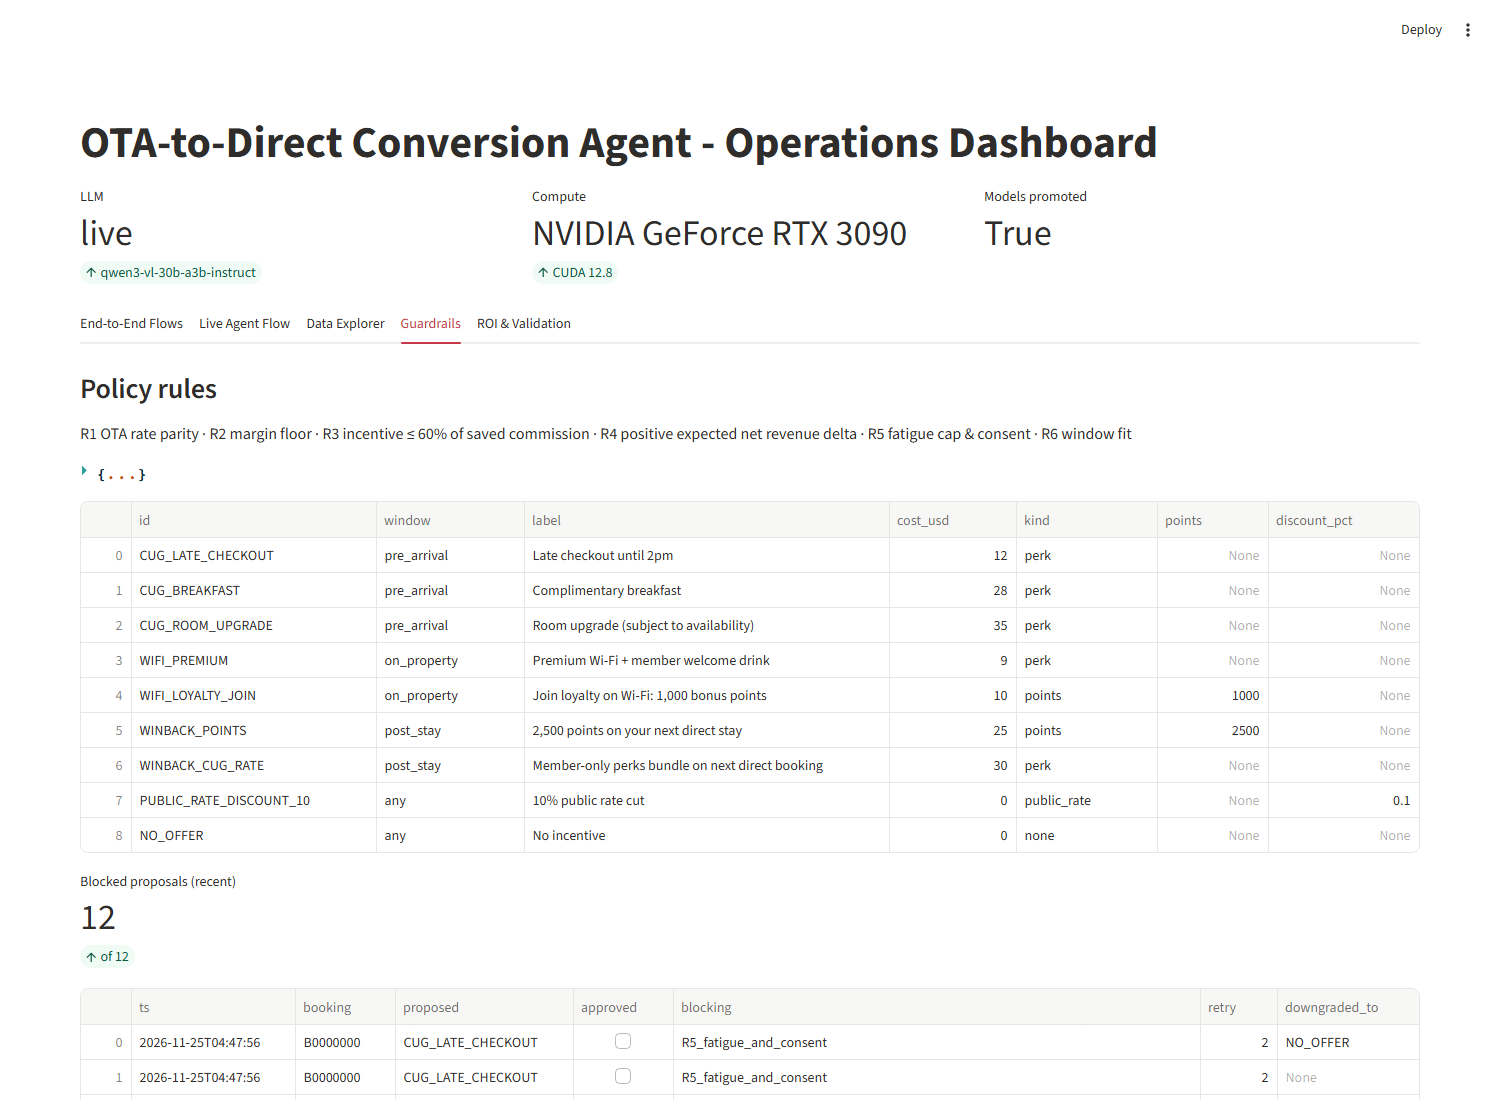 Deploy
OTA-to-Direct Conversion Agent - Operations Dashboard
LLM Compute Models promoted
live NVIDIA GeForce RTX 3090 True
↑ qwen3-vl-30b-a3b-instruct ↑ CUDA 12.8
End-to-End Flows Live Agent Flow Data Explorer Guardrails ROI & Validation
Policy rules
R1 OTA rate parity · R2 margin floor · R3 incentive ≤ 60% of saved commission · R4 positive expected net revenue delta · R5 fatigue cap & consent · R6 window fit
{...}
id window label cost_usd kind points discount_pct
0 CUG_LATE_CHECKOUT pre_arrival Late checkout until 2pm 12 perk None None
1 CUG_BREAKFAST pre_arrival Complimentary breakfast 28 perk None None
2 CUG_ROOM_UPGRADE pre_arrival Room upgrade (subject to availability) 35 perk None None
3 WIFI_PREMIUM on_property Premium Wi-Fi + member welcome drink 9 perk None None
4 WIFI_LOYALTY_JOIN on_property Join loyalty on Wi-Fi: 1,000 bonus points 10 points 1000 None
5 WINBACK_POINTS post_stay 2,500 points on your next direct stay 25 points 2500 None
6 WINBACK_CUG_RATE post_stay Member-only perks bundle on next direct booking 30 perk None None
7 PUBLIC_RATE_DISCOUNT_10 any 10% public rate cut 0 public_rate None 0.1
8 NO_OFFER any No incentive 0 none None None
Blocked proposals (recent)
12
↑ of 12
ts booking proposed approved blocking retry downgraded_to
0 2026-11-25T04:47:56 B0000000 CUG_LATE_CHECKOUT R5_fatigue_and_consent 2 NO_OFFER
1 2026-11-25T04:47:56 B0000000 CUG_LATE_CHECKOUT R5_fatigue_and_consent 2 None